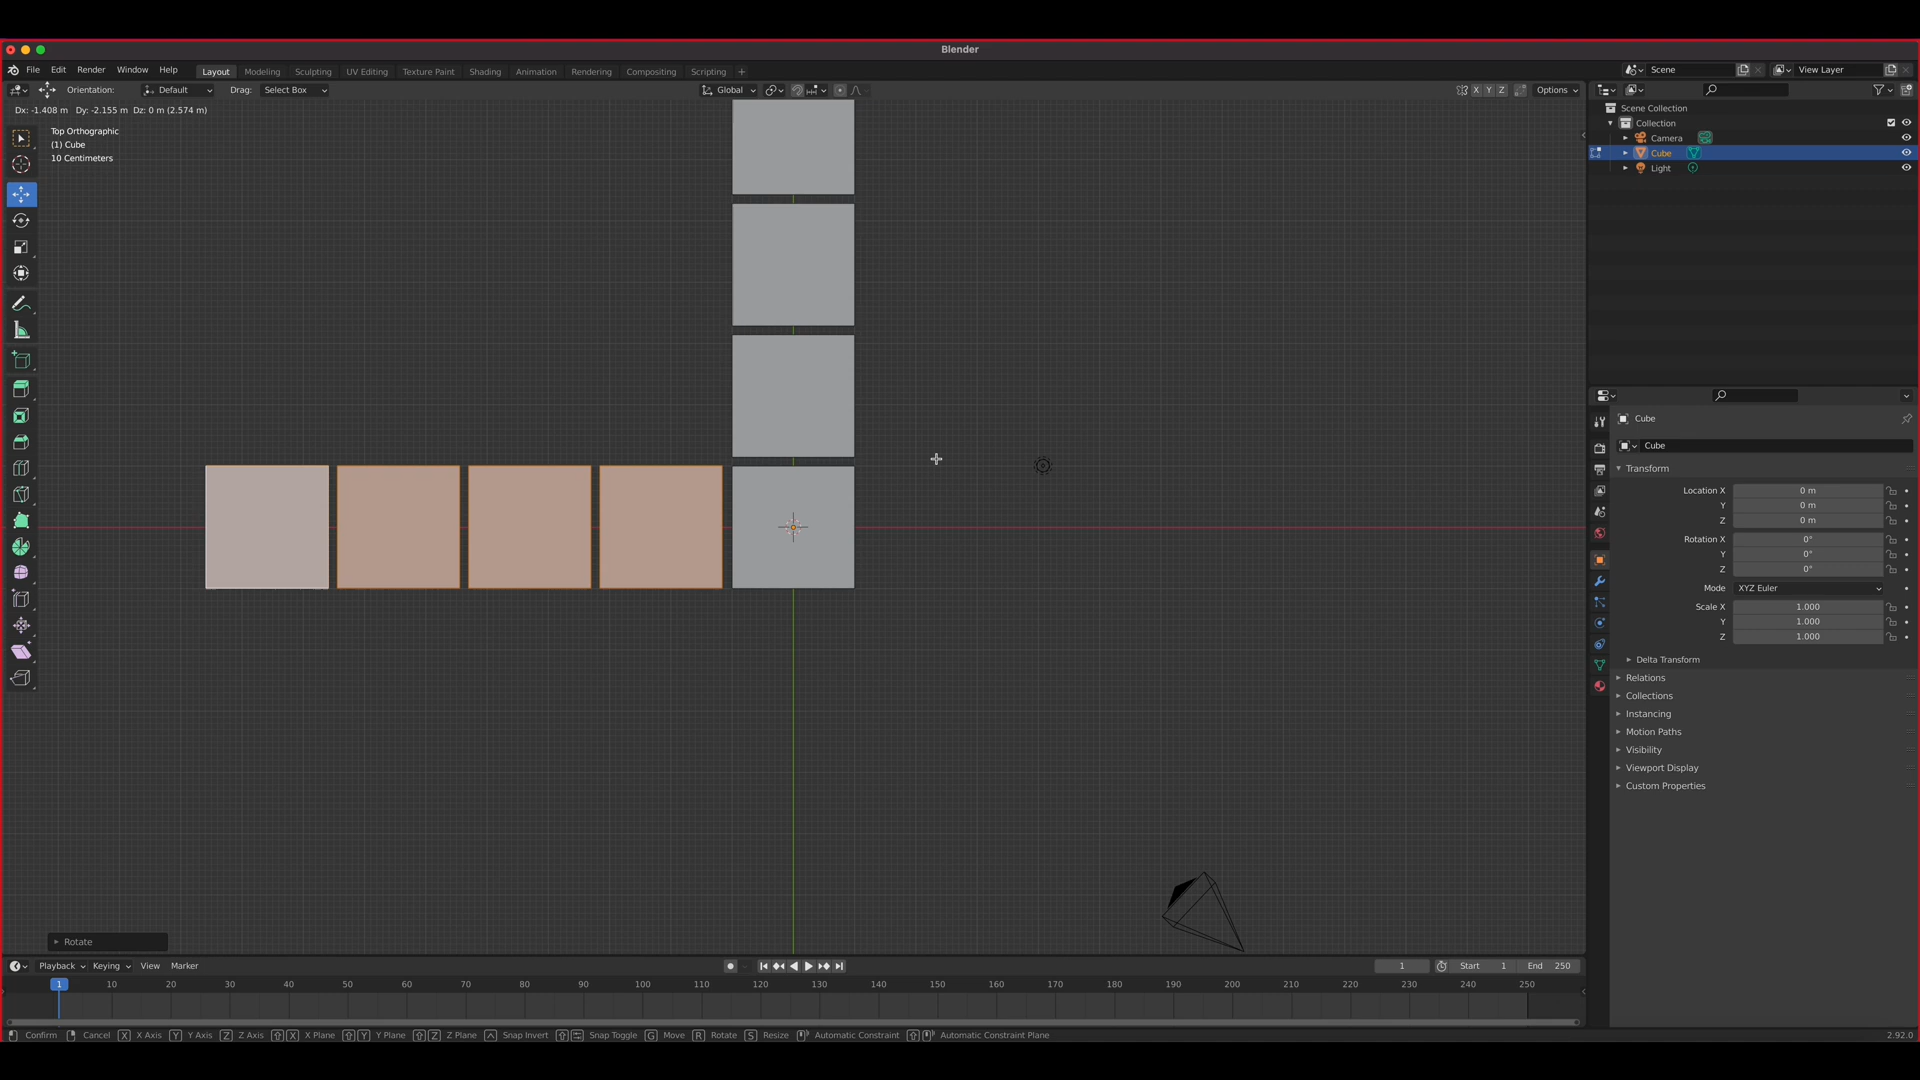 Blender
File Edit Render Window Help Layout Modeling Sculpting UV Editing Texture Paint Shading Animation Rendering Compositing Scripting + Scene View Layer
Orientation: Default Drag: Select Box Global X Y Z Options
Dx: -1.408 m Dy: -2.155 m Dz: 0 m (2.574 m)
Top Orthographic
(1) Cube
10 Centimeters
Scene Collection
Collection
Camera
Cube
Light
Cube
Cube
Transform
Location X 0 m
Y 0 m
Z 0 m
Rotation X 0°
Y 0°
Z 0°
Mode XYZ Euler
Scale X 1.000
Y 1.000
Z 1.000
Delta Transform
Relations
Collections
Instancing
Motion Paths
Visibility
Viewport Display
Custom Properties
Rotate
Playback Keying View Marker 1 Start 1 End 250
1 10 20 30 40 50 60 70 80 90 100 110 120 130 140 150 160 170 180 190 200 210 220 230 240 250
Confirm Cancel X X Axis Y Y Axis Z Z Axis X X Plane Y Y Plane Z Z Plane Snap Invert Snap Toggle G Move R Rotate S Resize Automatic Constraint Automatic Constraint Plane 2.92.0